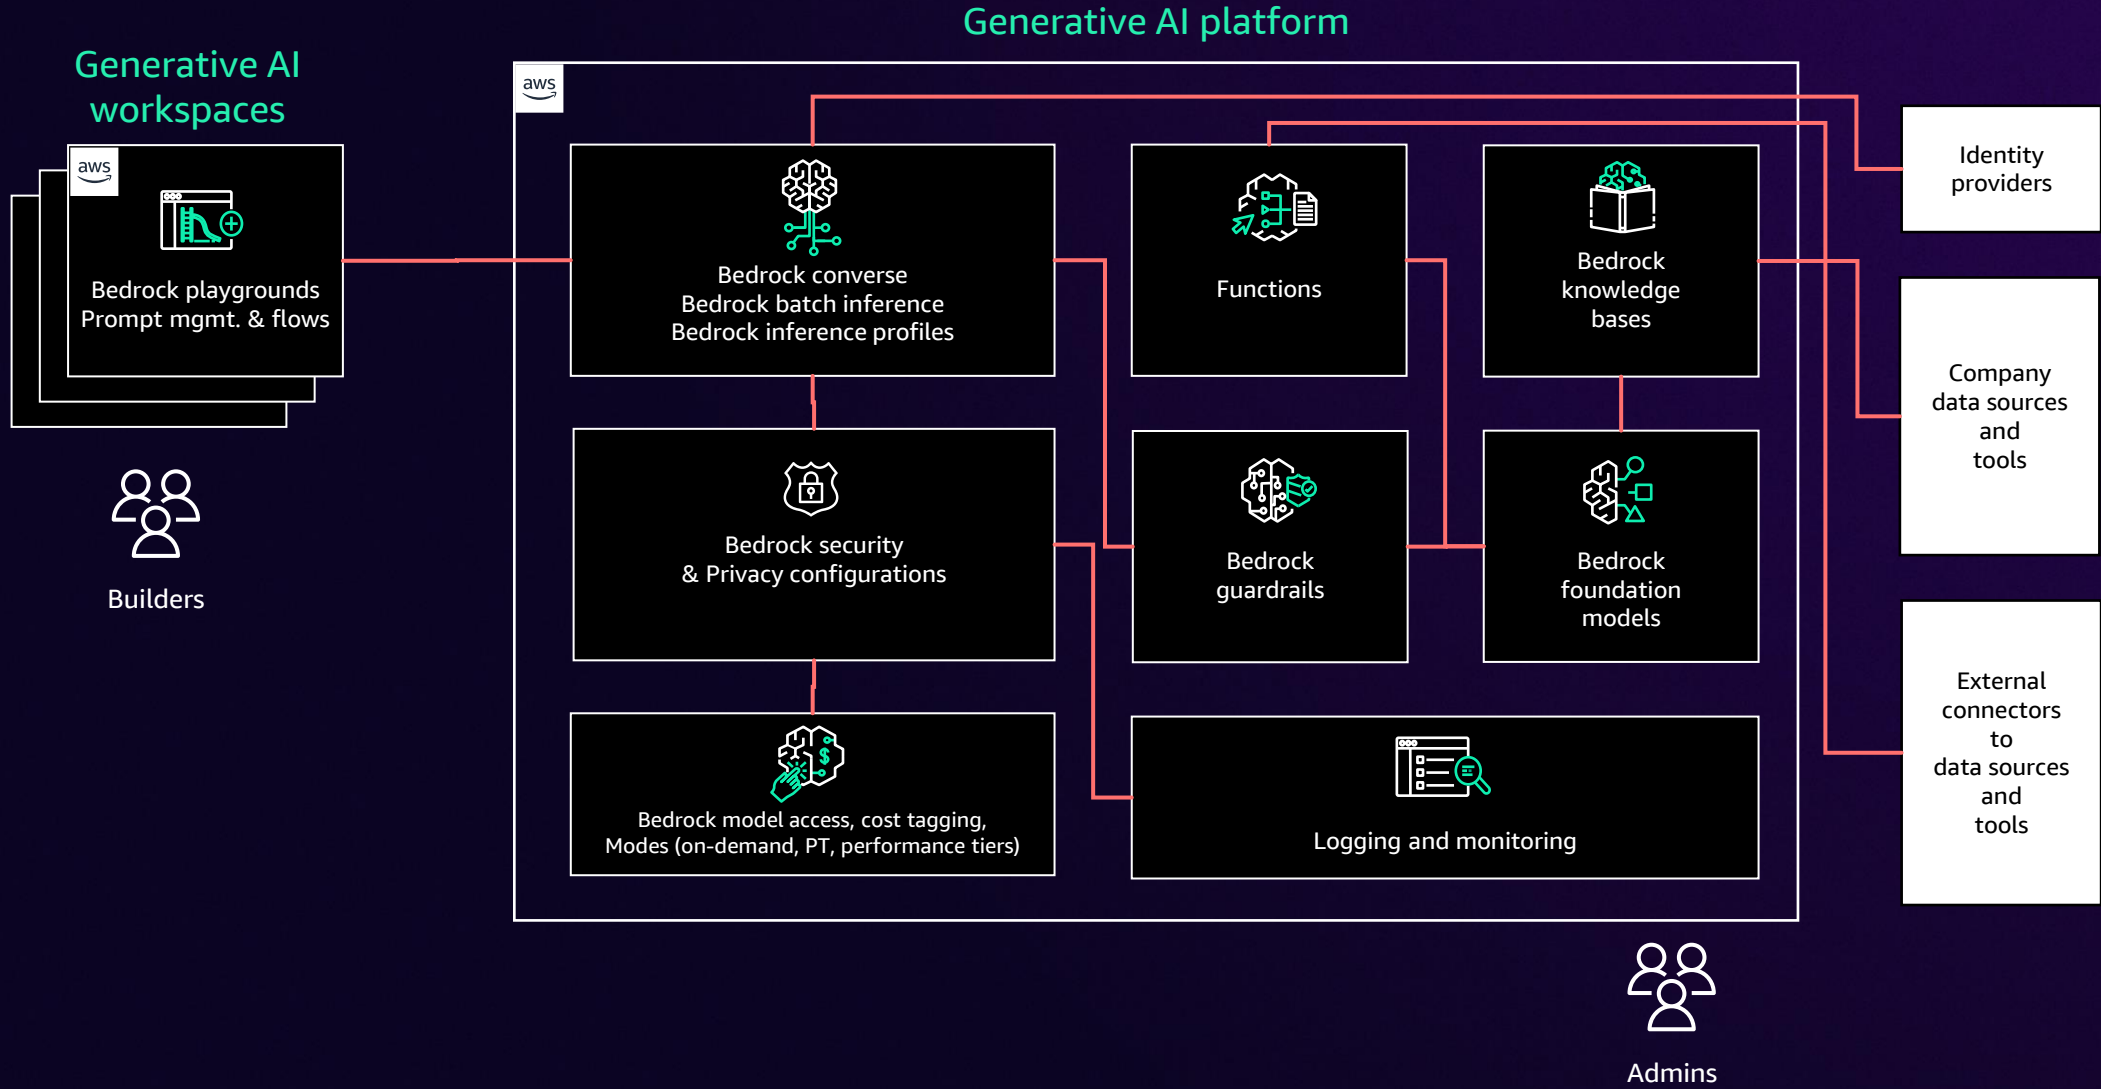 Generative AI platform
Generative AI
workspaces
aws
Bedrock playgrounds
Prompt mgmt. & flows
Builders
aws
Bedrock converse
Bedrock batch inference
Bedrock inference profiles
Functions
Bedrock
knowledge
bases
Bedrock security
& Privacy configurations
Bedrock
guardrails
Bedrock
foundation
models
$
Bedrock model access, cost tagging,
Modes (on-demand, PT, performance tiers)
Logging and monitoring
Identity
providers
Company
data sources
and
tools
External
connectors
to
data sources
and
tools
Admins